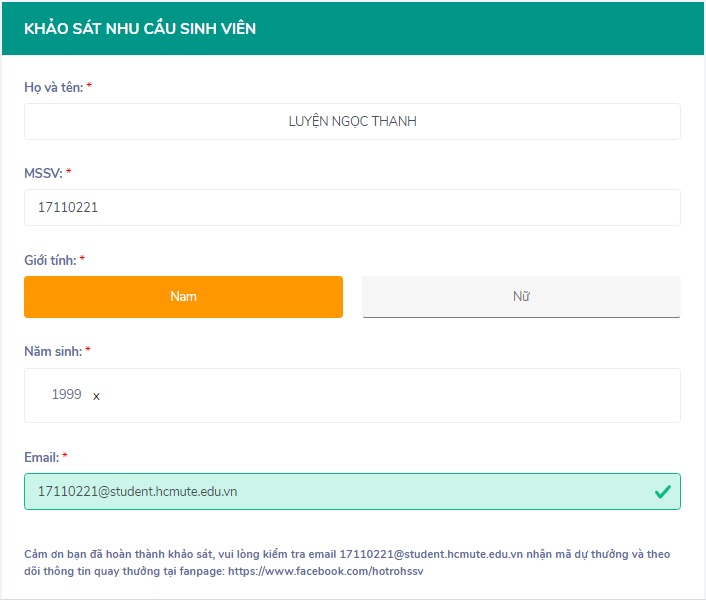 KHẢO SÁT NHU CẦU SINH VIÊN
Họ và tên: *
LUYỆN NGỌC THANH
MSSV: *
17110221
Giới tính: *
Nam
Nữ
Năm sinh: *
1999 x
Email: *
17110221@student.hcmute.edu.vn
Cảm ơn bạn đã hoàn thành khảo sát, vui lòng kiểm tra email 17110221@student.hcmute.edu.vn nhận mã dự thưởng và theo
dõi thông tin quay thưởng tại fanpage: https://www.facebook.com/hotrohssv